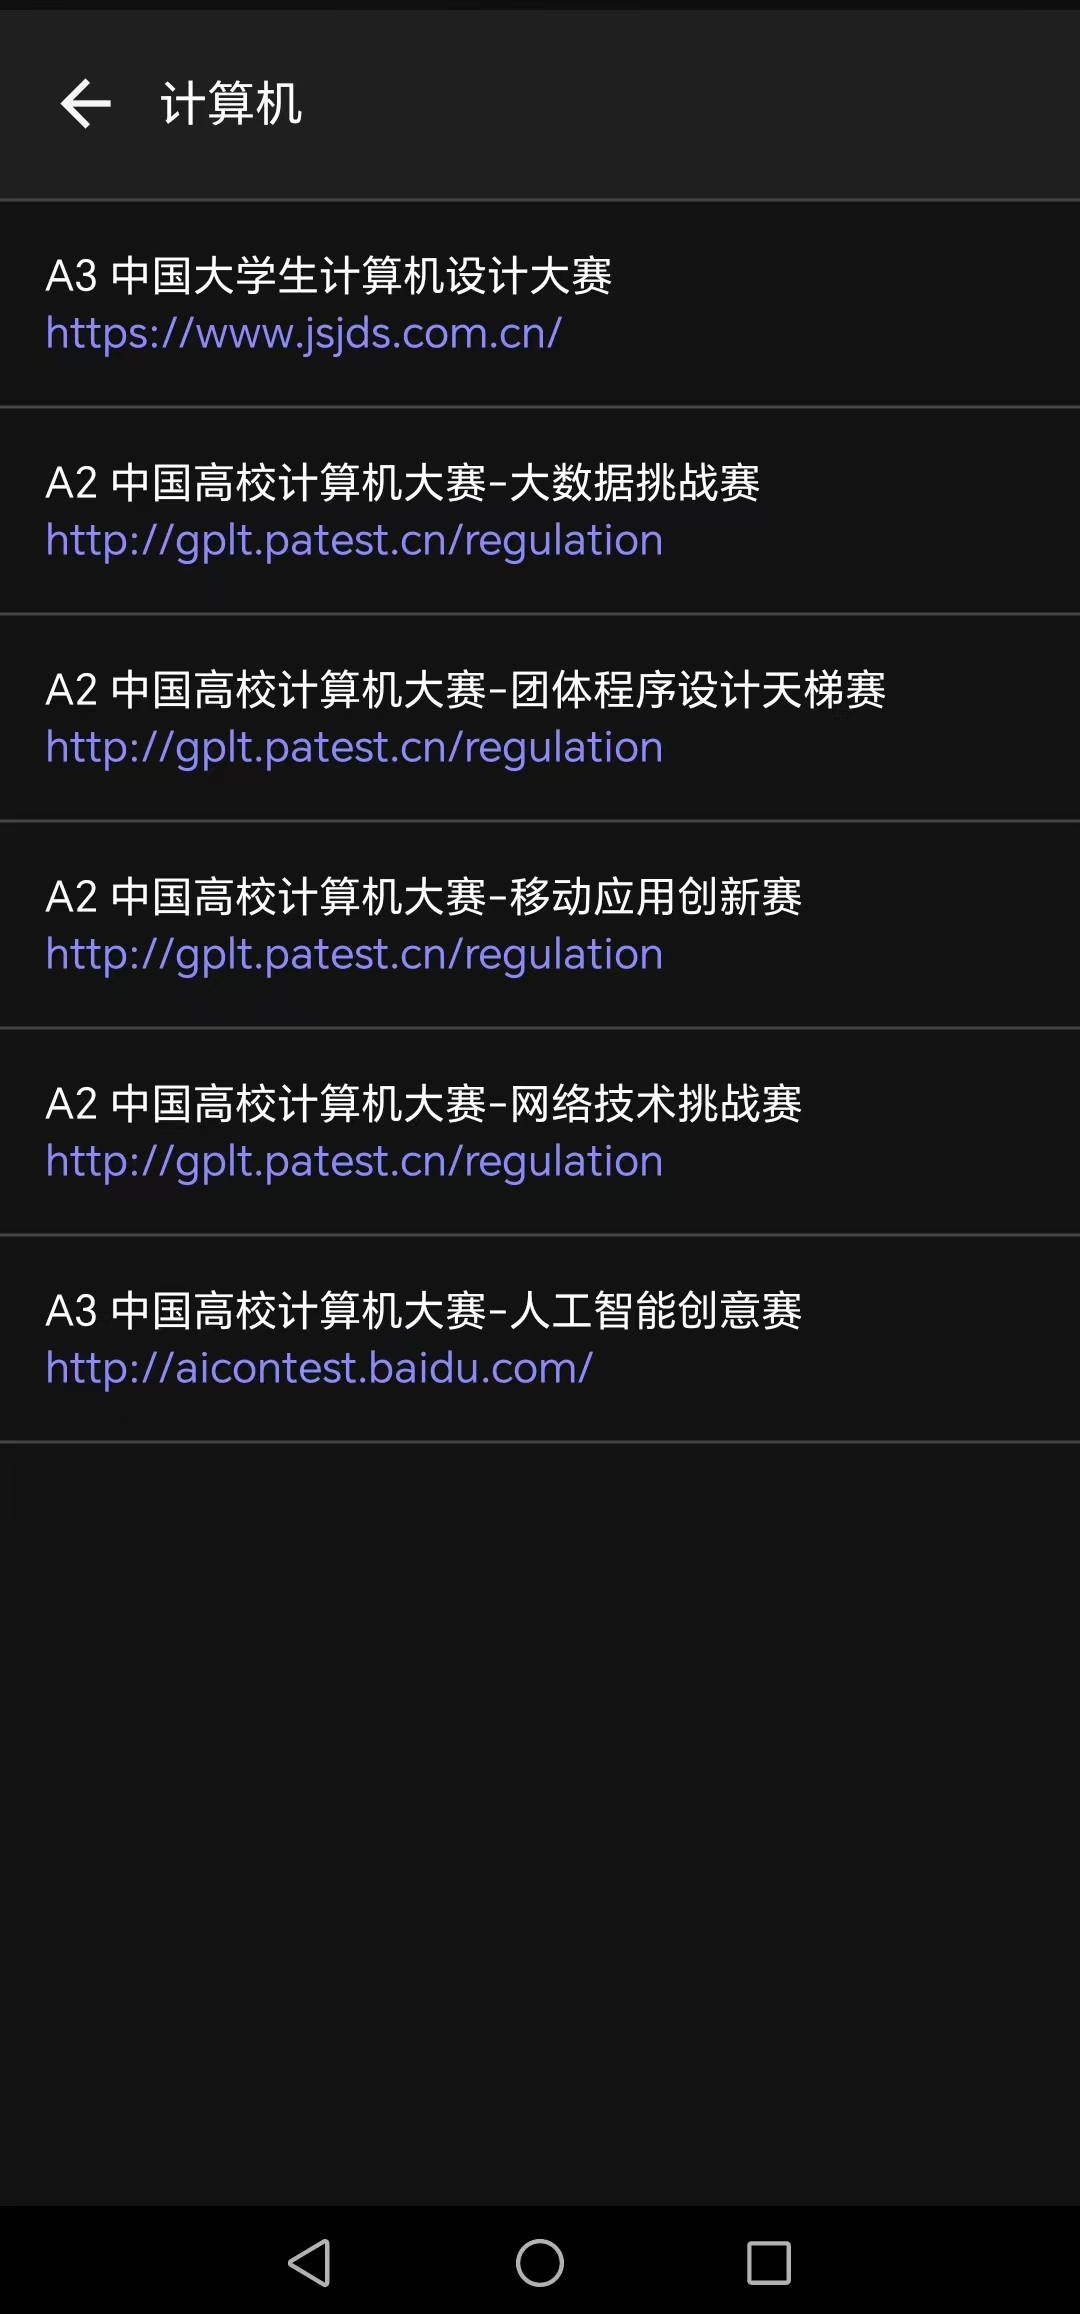 计算机
A3 中国大学生计算机设计大赛
https://www.jsjds.com.cn/
A2 中国高校计算机大赛-大数据挑战赛
http://gplt.patest.cn/regulation
A2 中国高校计算机大赛-团体程序设计天梯赛
http://gplt.patest.cn/regulation
A2 中国高校计算机大赛-移动应用创新赛
http://gplt.patest.cn/regulation
A2 中国高校计算机大赛-网络技术挑战赛
http://gplt.patest.cn/regulation
A3 中国高校计算机大赛-人工智能创意赛
http://aicontest.baidu.com/